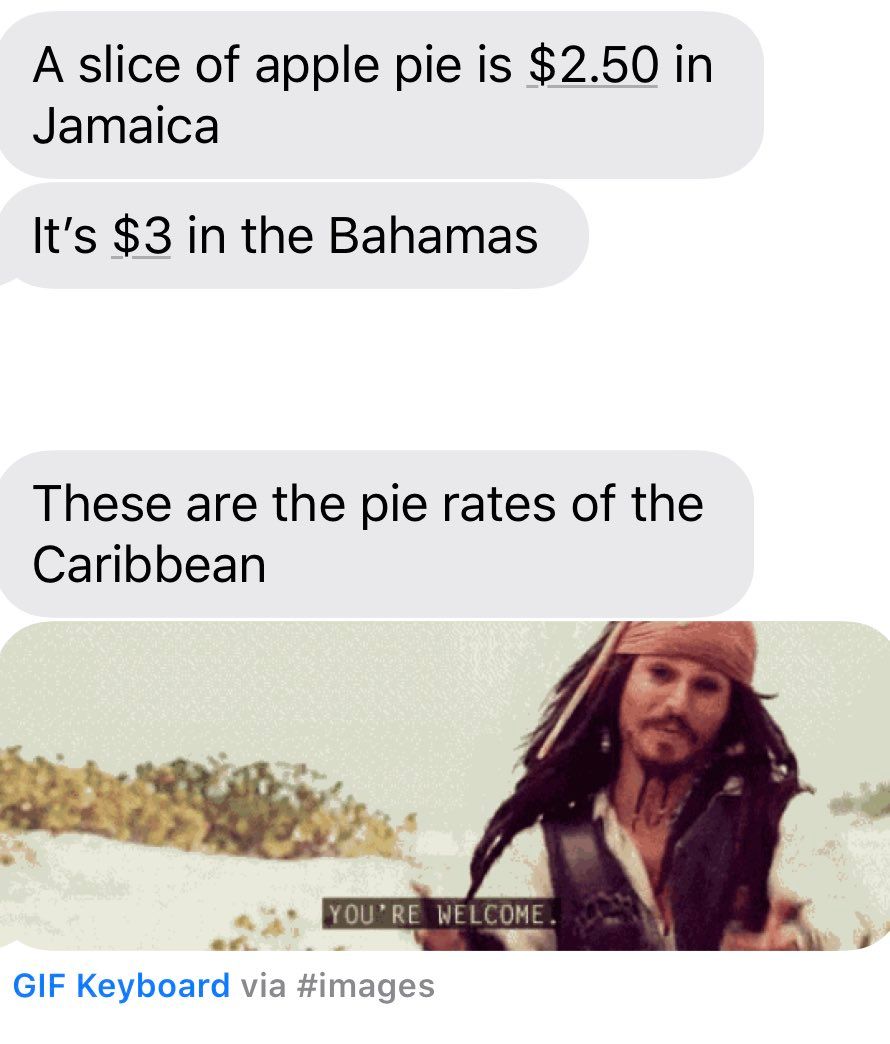 A slice of apple pie is $2.50 in
Jamaica
It’s $3 in the Bahamas
These are the pie rates of the
Caribbean
YOU'RE WELCOME.
GIF Keyboard via #images